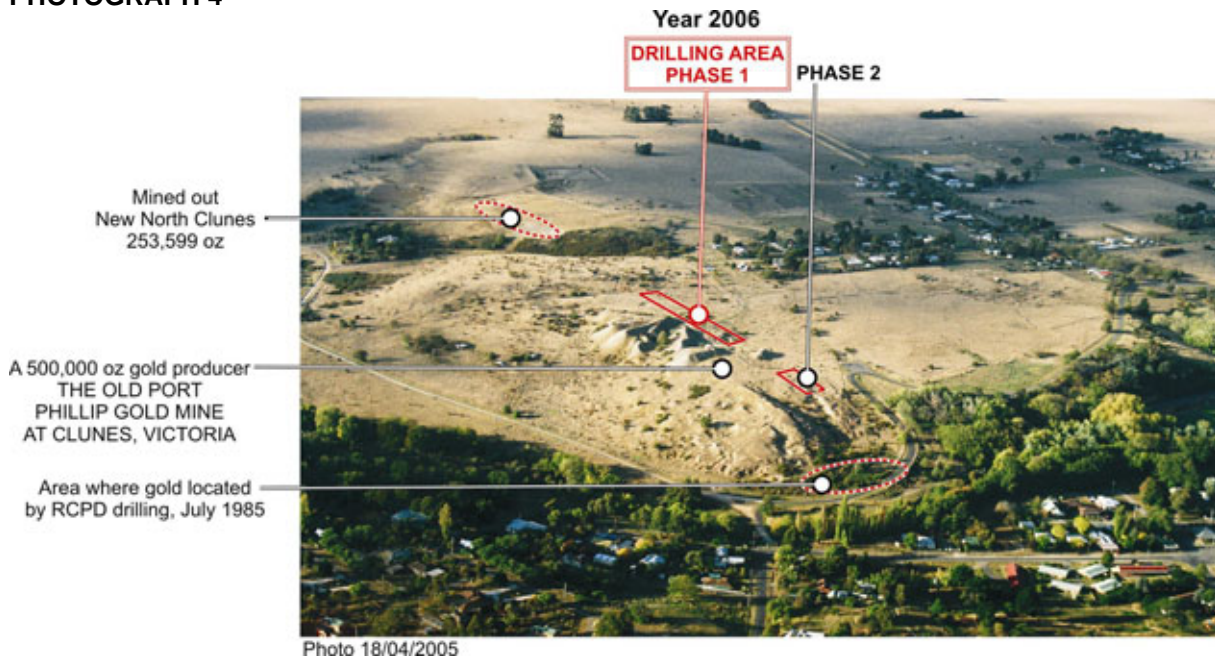 PHOTOGRAPH 4
Year 2006
DRILLING AREA
PHASE 1
PHASE 2
Mined out
New North Clunes
253,599 oz
A 500,000 oz gold producer
THE OLD PORT
PHILLIP GOLD MINE
AT CLUNES, VICTORIA
Area where gold located
by RCPD drilling, July 1985
Photo 18/04/2005